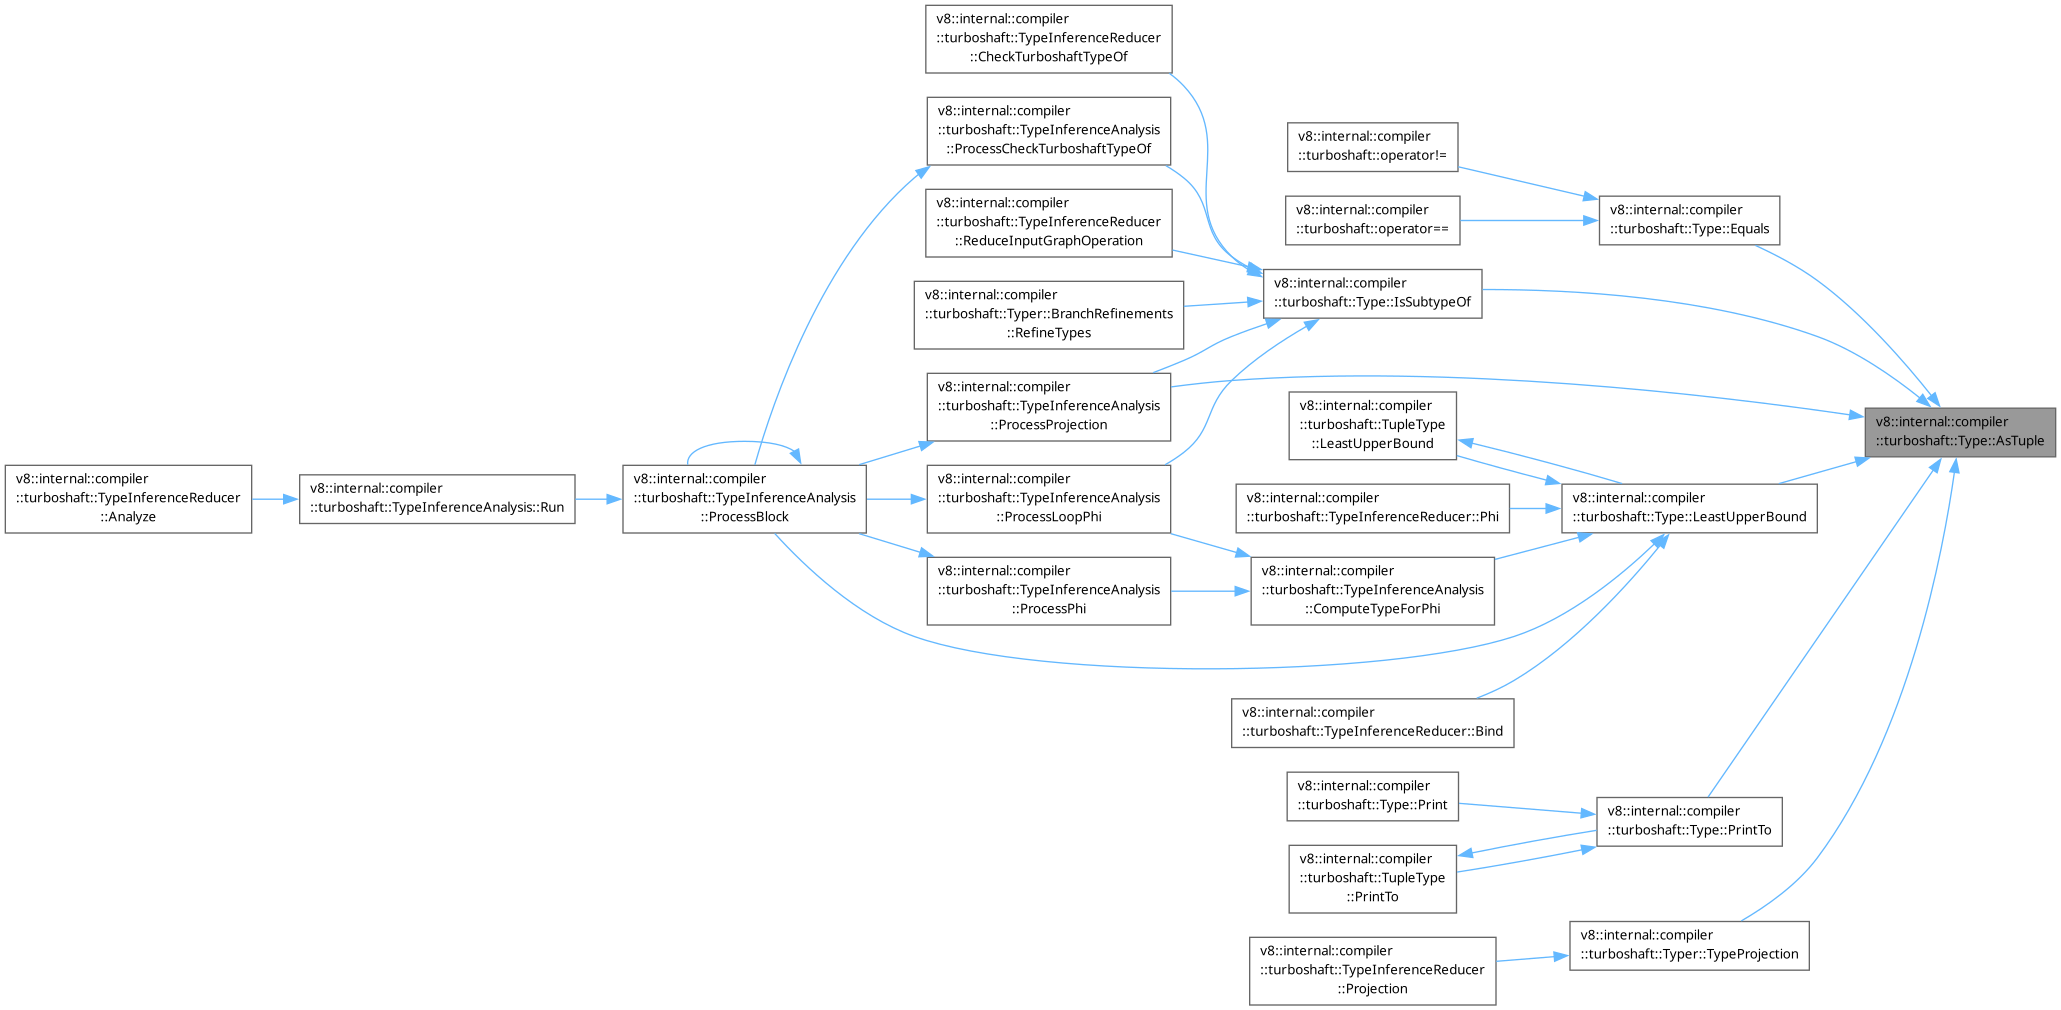 v8::internal::compiler
::turboshaft::TypeInferenceReducer
::CheckTurboshaftTypeOf
v8::internal::compiler
::turboshaft::TypeInferenceAnalysis
::ProcessCheckTurboshaftTypeOf
v8::internal::compiler
::turboshaft::operator!=
v8::internal::compiler
::turboshaft::TypeInferenceReducer
::ReduceInputGraphOperation
v8::internal::compiler
::turboshaft::operator==
v8::internal::compiler
::turboshaft::Type::Equals
v8::internal::compiler
::turboshaft::Typer::BranchRefinements
::RefineTypes
v8::internal::compiler
::turboshaft::Type::IsSubtypeOf
v8::internal::compiler
::turboshaft::TypeInferenceAnalysis
::ProcessProjection
v8::internal::compiler
::turboshaft::TupleType
::LeastUpperBound
v8::internal::compiler
::turboshaft::Type::AsTuple
v8::internal::compiler
::turboshaft::TypeInferenceReducer
::Analyze
v8::internal::compiler
::turboshaft::TypeInferenceAnalysis::Run
v8::internal::compiler
::turboshaft::TypeInferenceAnalysis
::ProcessBlock
v8::internal::compiler
::turboshaft::TypeInferenceAnalysis
::ProcessLoopPhi
v8::internal::compiler
::turboshaft::TypeInferenceReducer::Phi
v8::internal::compiler
::turboshaft::Type::LeastUpperBound
v8::internal::compiler
::turboshaft::TypeInferenceAnalysis
::ProcessPhi
v8::internal::compiler
::turboshaft::TypeInferenceAnalysis
::ComputeTypeForPhi
v8::internal::compiler
::turboshaft::TypeInferenceReducer::Bind
v8::internal::compiler
::turboshaft::Type::Print
v8::internal::compiler
::turboshaft::Type::PrintTo
v8::internal::compiler
::turboshaft::TupleType
::PrintTo
v8::internal::compiler
::turboshaft::Typer::TypeProjection
v8::internal::compiler
::turboshaft::TypeInferenceReducer
::Projection